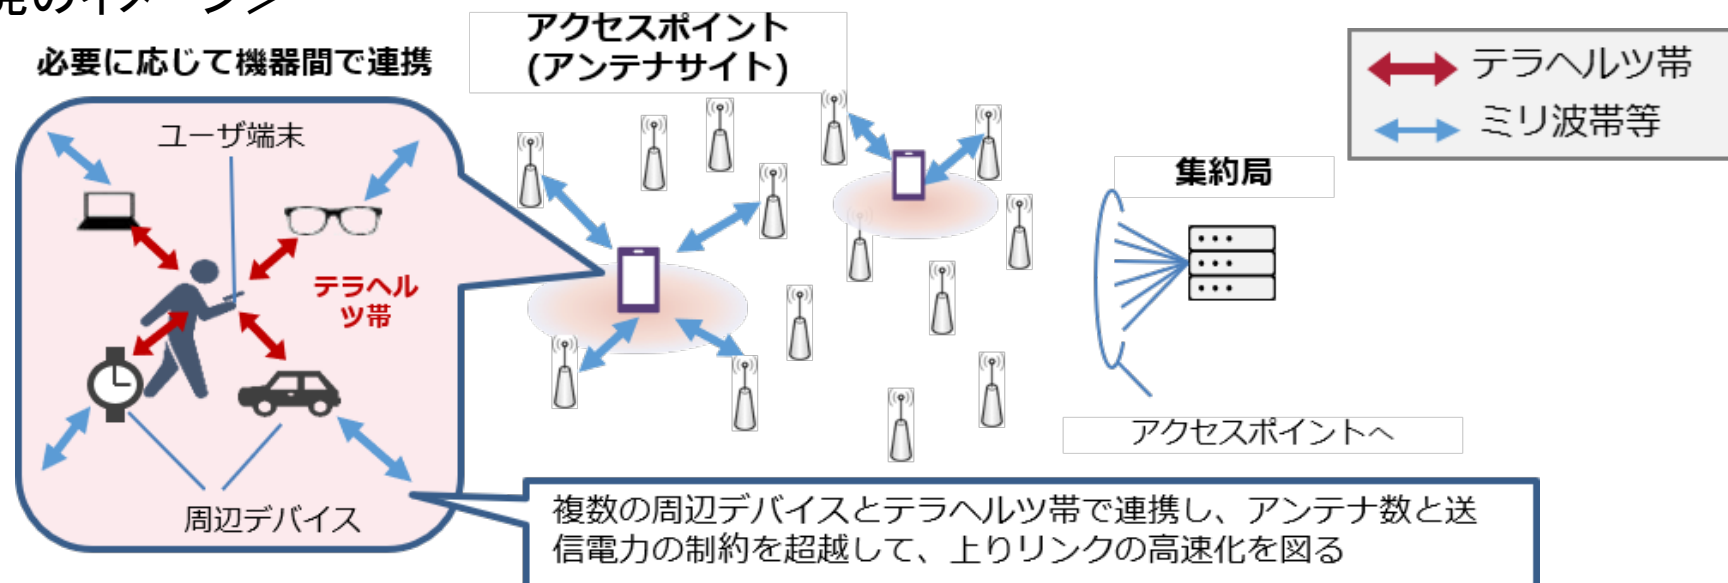 発のイメージ＞
必要に応じて機器間で連携
アクセスポイント
(アンテナサイト)
テラヘルツ帯
ミリ波帯等
ユーザ端末
集約局
テラヘル
ツ帯
アクセスポイントへ
周辺デバイス
複数の周辺デバイスとテラヘルツ帯で連携し、アンテナ数と送
信電力の制約を超越して、上りリンクの高速化を図る